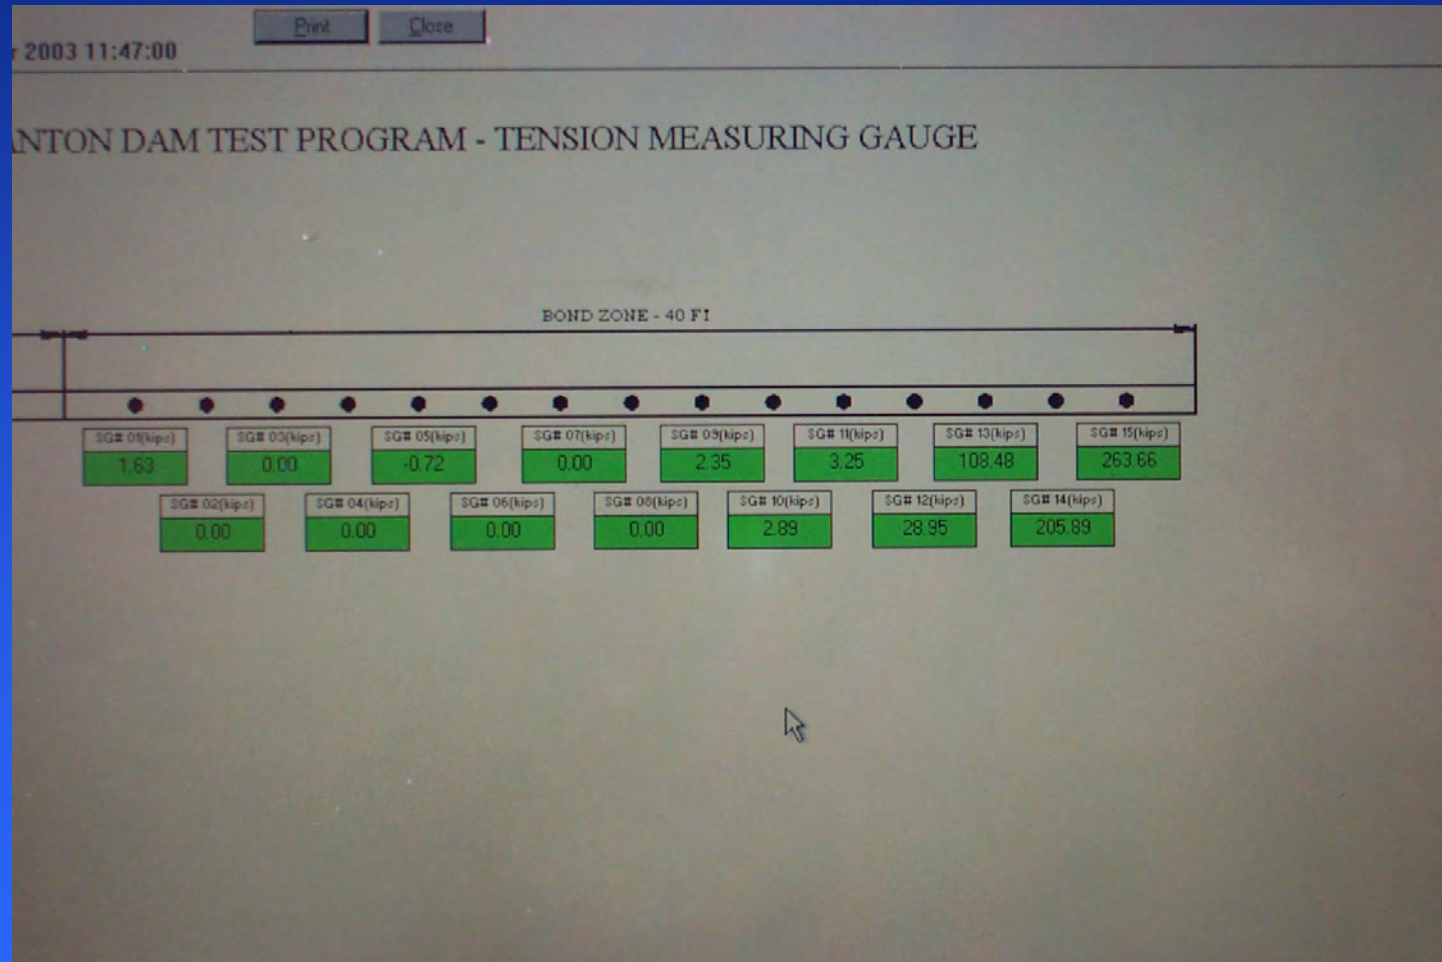 Print Close
r 2003 11:47:00
ANTON DAM TEST PROGRAM - TENSION MEASURING GAUGE
BOND ZONE - 40 FT
SG# 01(kips) SG# 03(kips) SG# 05(kips) SG# 07(kips) SG# 09(kips) SG# 11(kips) SG# 13(kips) SG# 15(kips)
1.63 0.00 -0.72 0.00 2.35 3.25 108.48 263.66
SG# 02(kips) SG# 04(kips) SG# 06(kips) SG# 08(kips) SG# 10(kips) SG# 12(kips) SG# 14(kips)
0.00 0.00 0.00 0.00 2.89 28.95 205.89